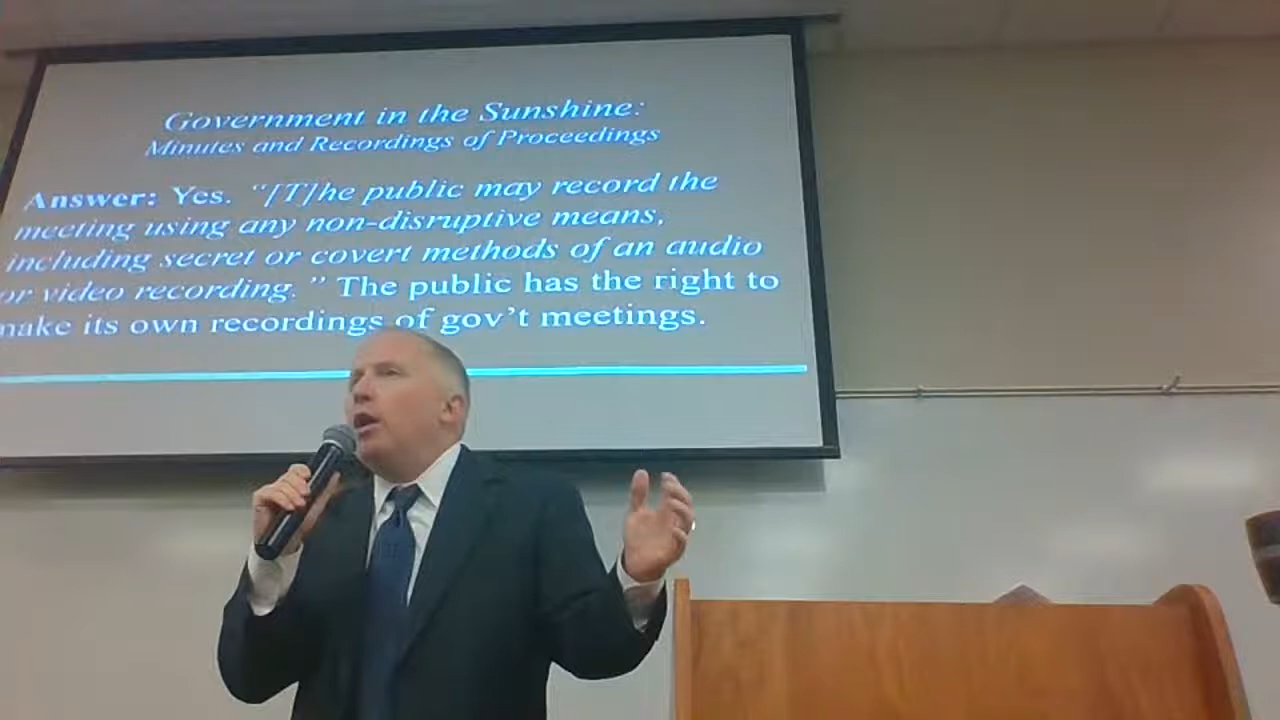 Government in the Sunshine:
Minutes and Recordings of Proceedings
Answer: Yes. “[T]he public may record the
meeting using any non-disruptive means,
including secret or covert methods of an audio
or video recording.” The public has the right to
make its own recordings of gov’t meetings.